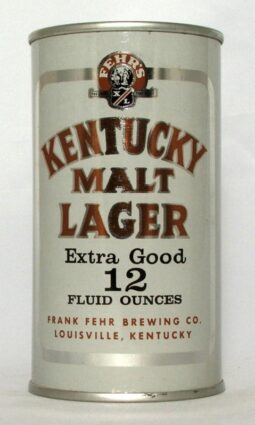 FEHR'S
X/L
KENTUCKY
MALT
LAGER
Extra Good
12
FLUID OUNCES
FRANK FEHR BREWING CO.
LOUISVILLE, KENTUCKY